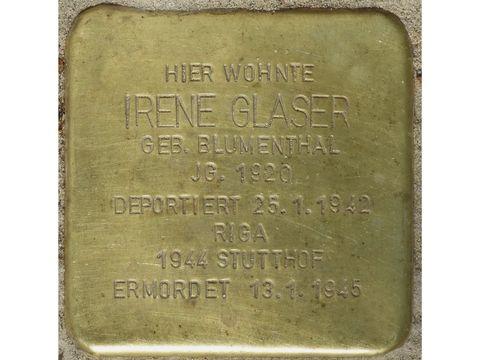 HIER WOHNTE
IRENE GLASER
GEB. BLUMENTHAL
JG. 1920
DEPORTIERT 25.1.1942
RIGA
1944 STUTTHOF
ERMORDET 13.1.1945